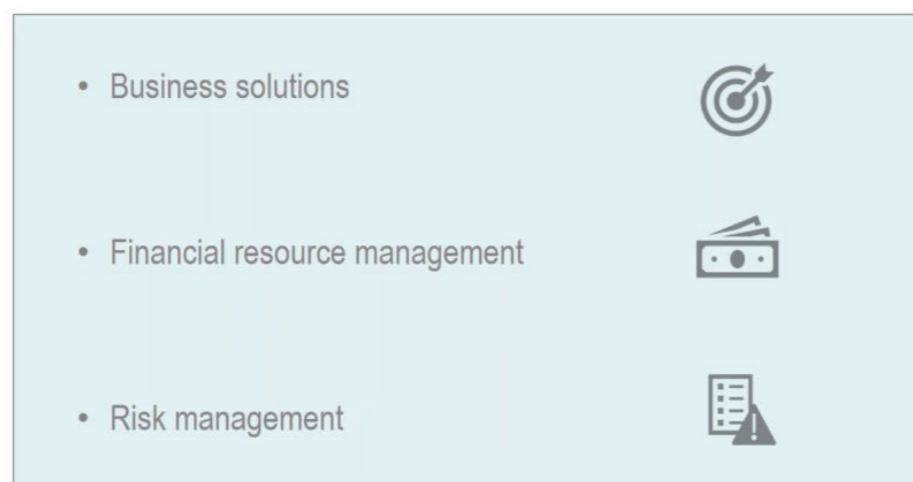 • Business solutions
• Financial resource management
• Risk management